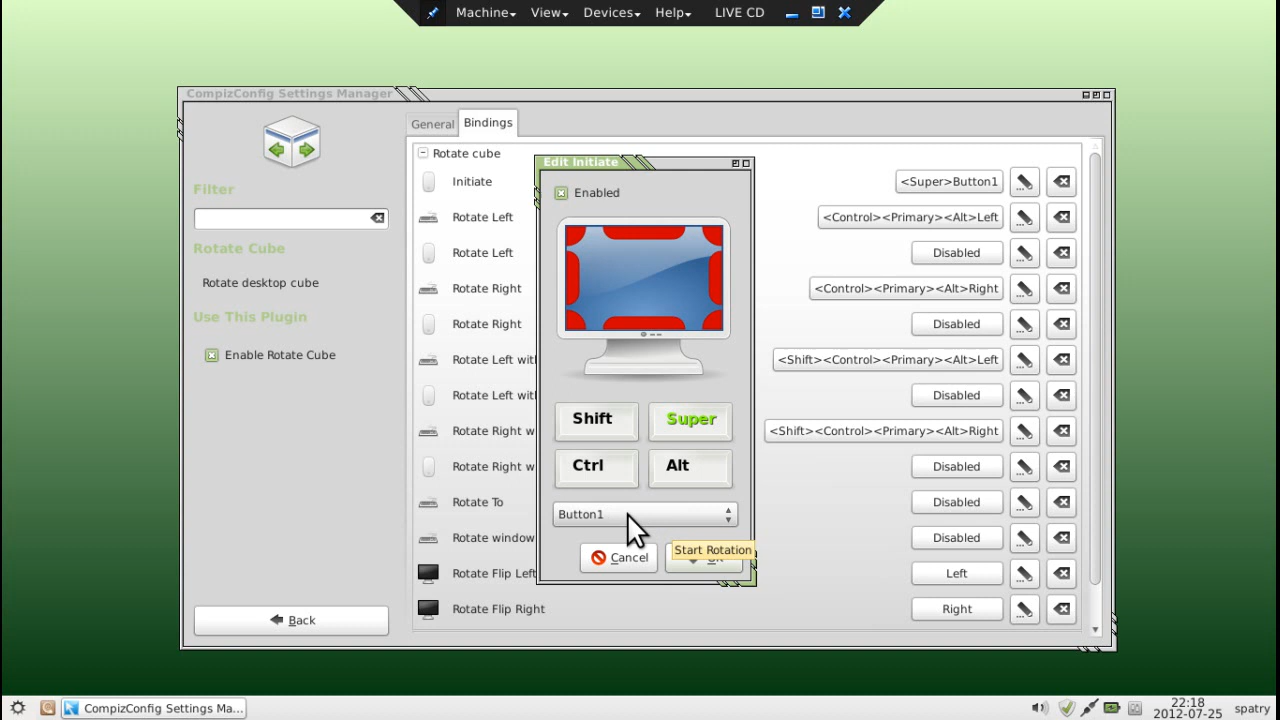 Machine View Devices Help LIVE CD
CompizConfig Settings Manager
General Bindings
Filter
Rotate Cube
Rotate desktop cube
Use This Plugin
Enable Rotate Cube
Back
Rotate cube
Initiate <Super>Button1
Rotate Left <Control><Primary><Alt>Left
Rotate Left Disabled
Rotate Right <Control><Primary><Alt>Right
Rotate Right Disabled
Rotate Left wit <Shift><Control><Primary><Alt>Left
Rotate Left wit Disabled
Rotate Right w <Shift><Control><Primary><Alt>Right
Rotate Right w Disabled
Rotate To Disabled
Rotate window Disabled
Rotate Flip Left Left
Rotate Flip Right Right
Edit Initiate
Enabled
Shift Super
Ctrl Alt
Button1
Start Rotation
Cancel
CompizConfig Settings Ma...
22:18
2012-07-25
spatry